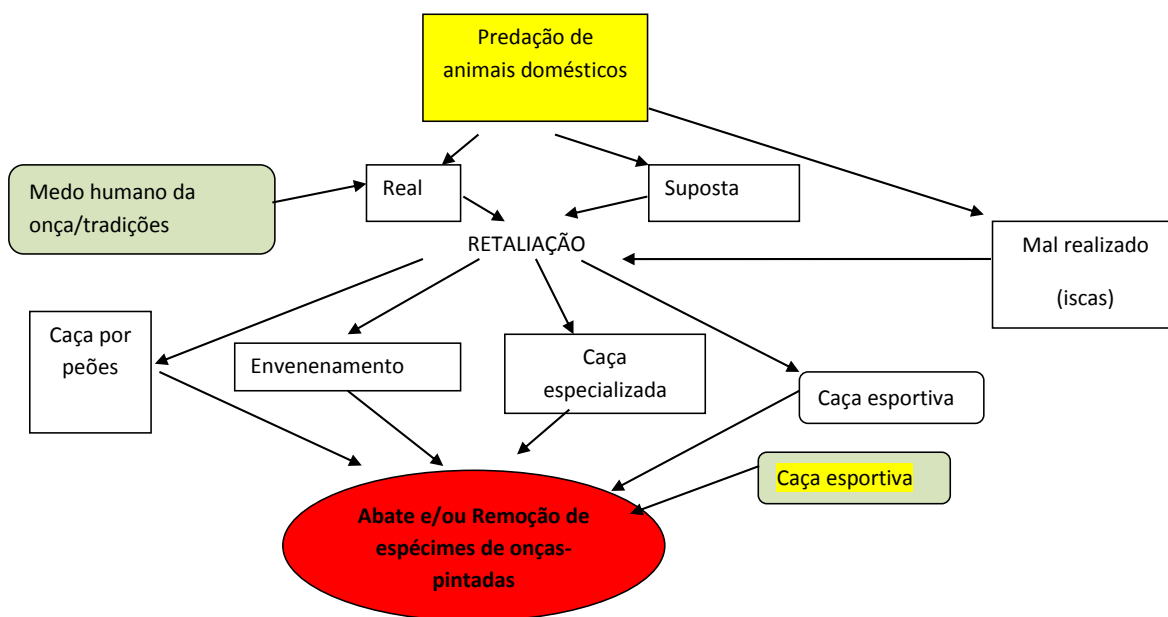 Predação de
animais domésticos
Medo humano da
onça/tradições
Real
Suposta
RETALIAÇÃO
Mal realizado
(iscas)
Caça por
peões
Envenenamento
Caça
especializada
Caça esportiva
Caça esportiva
Abate e/ou Remoção de
espécimes de onças-
pintadas